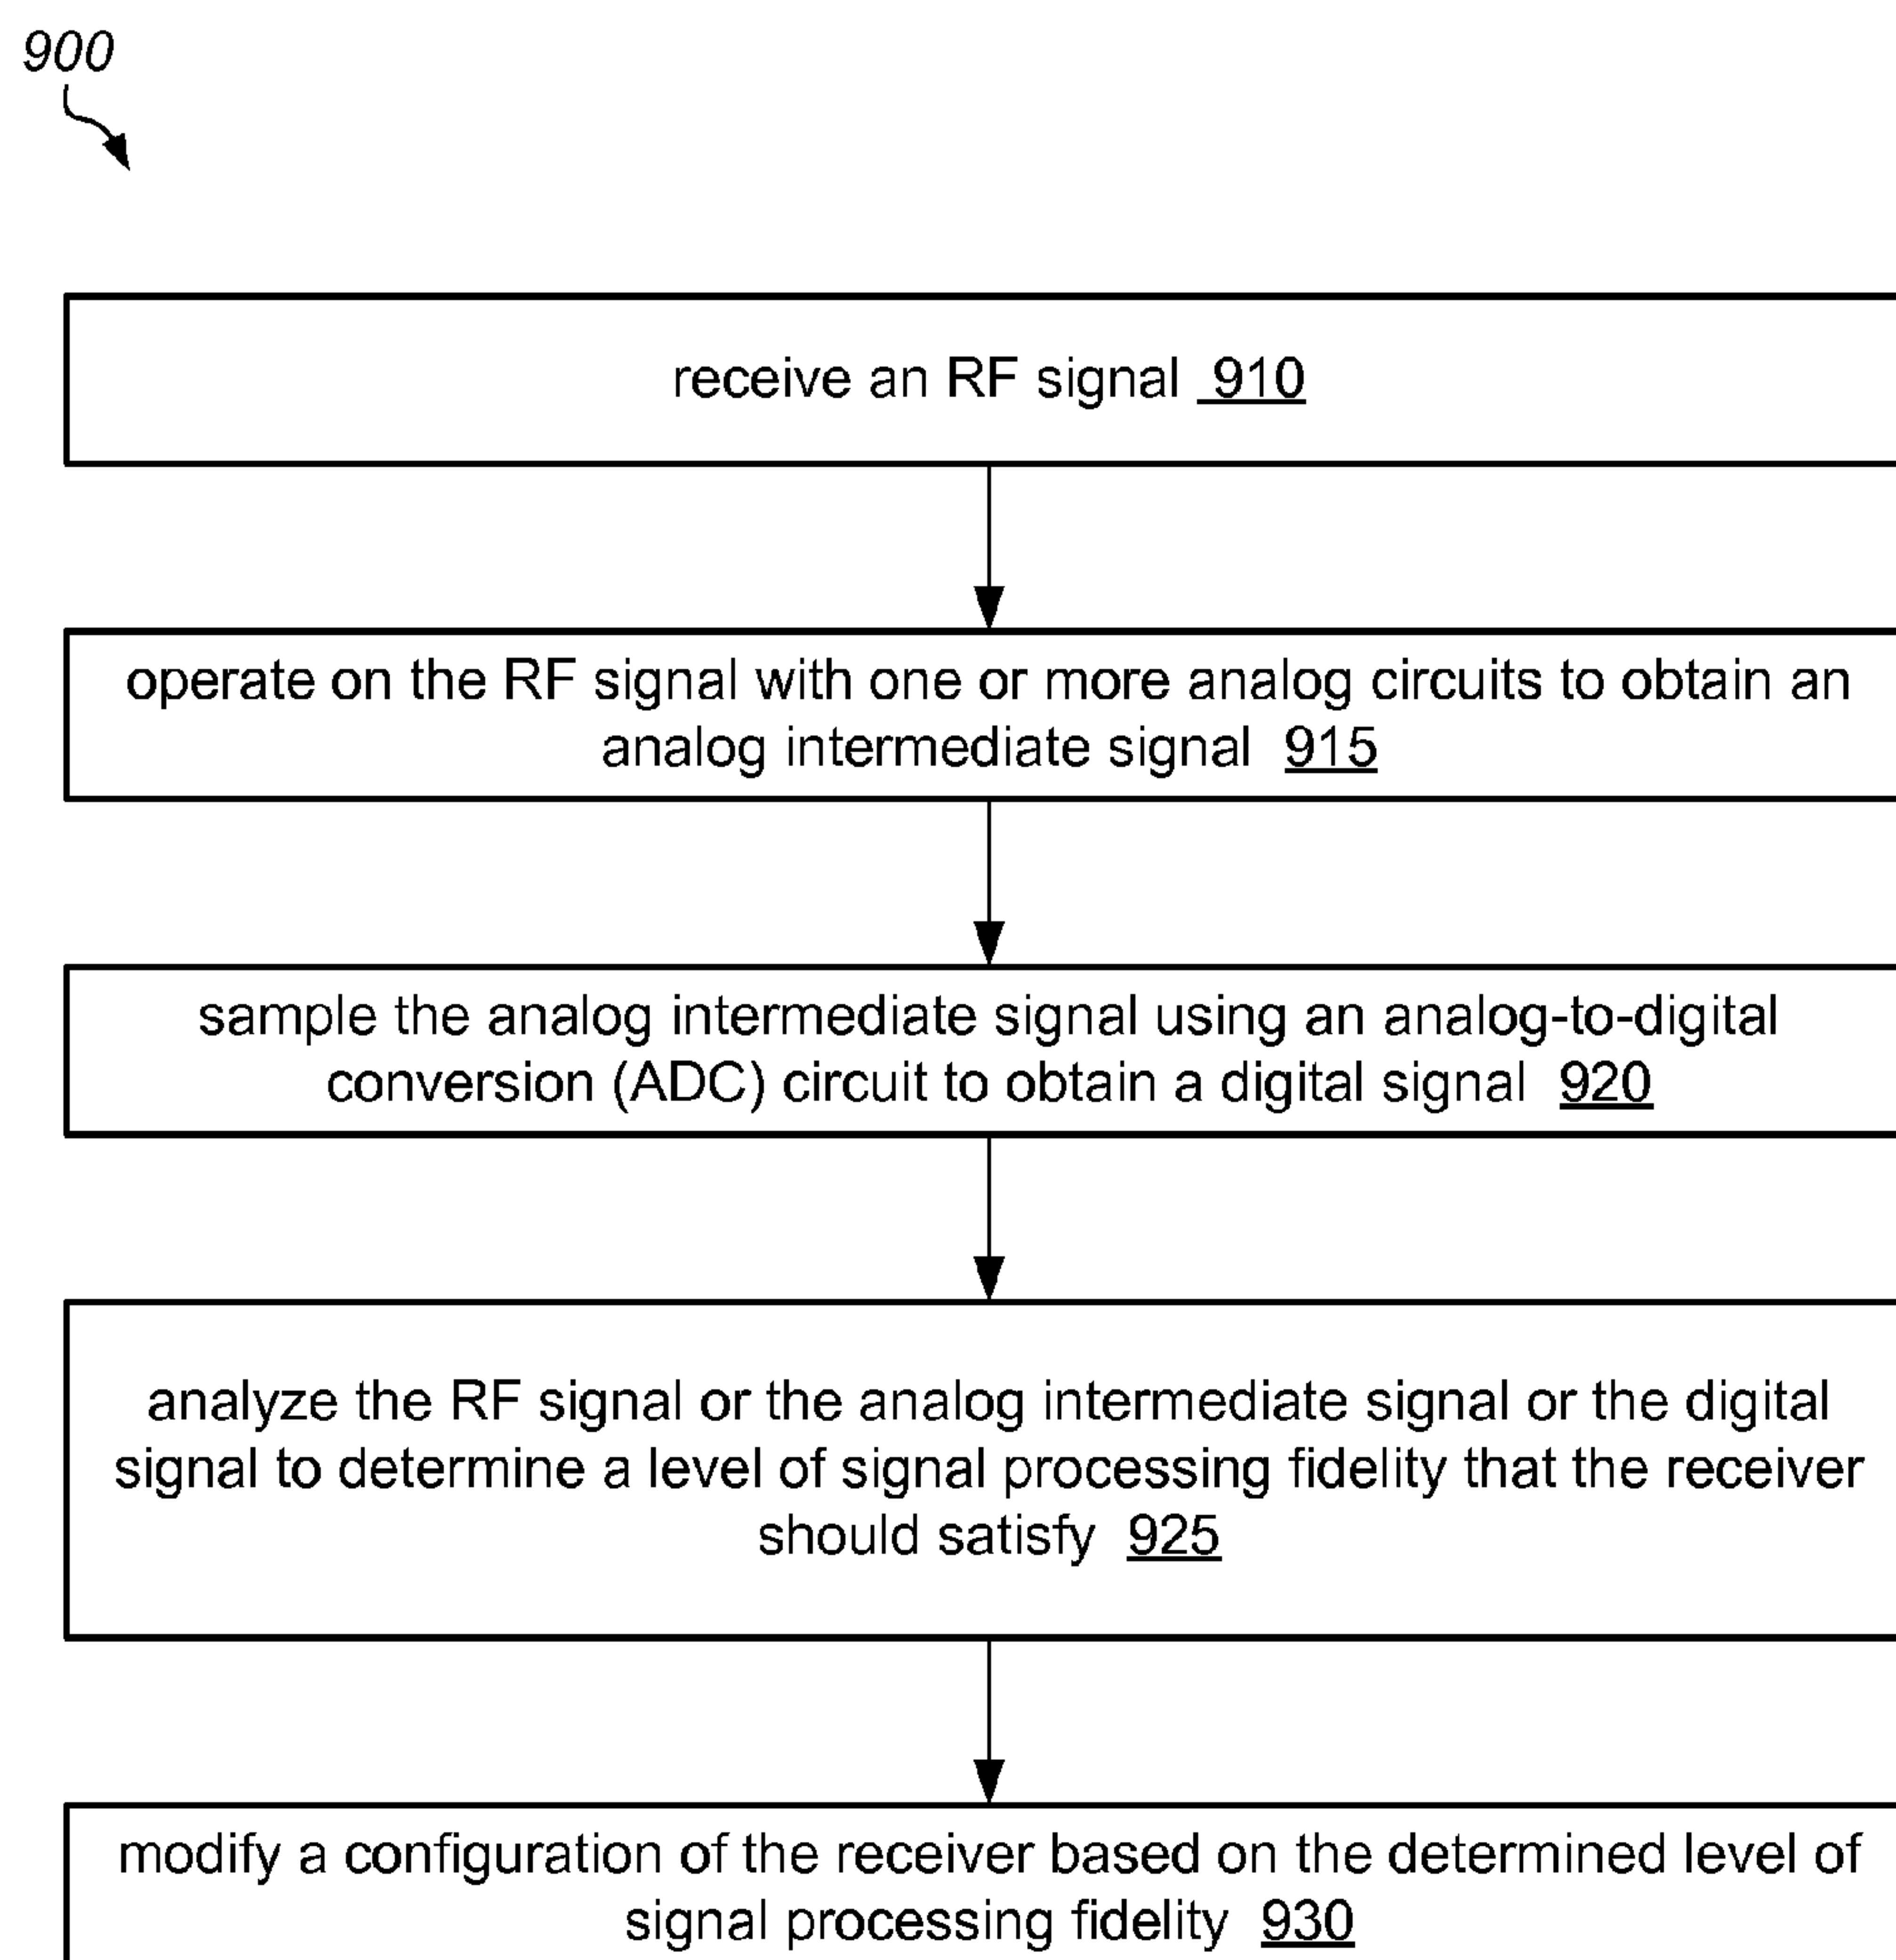 900
receive an RF signal 910
operate on the RF signal with one or more analog circuits to obtain an
analog intermediate signal 915
sample the analog intermediate signal using an analog-to-digital
conversion (ADC) circuit to obtain a digital signal 920
analyze the RF signal or the analog intermediate signal or the digital
signal to determine a level of signal processing fidelity that the receiver
should satisfy 925
modify a configuration of the receiver based on the determined level of
signal processing fidelity 930